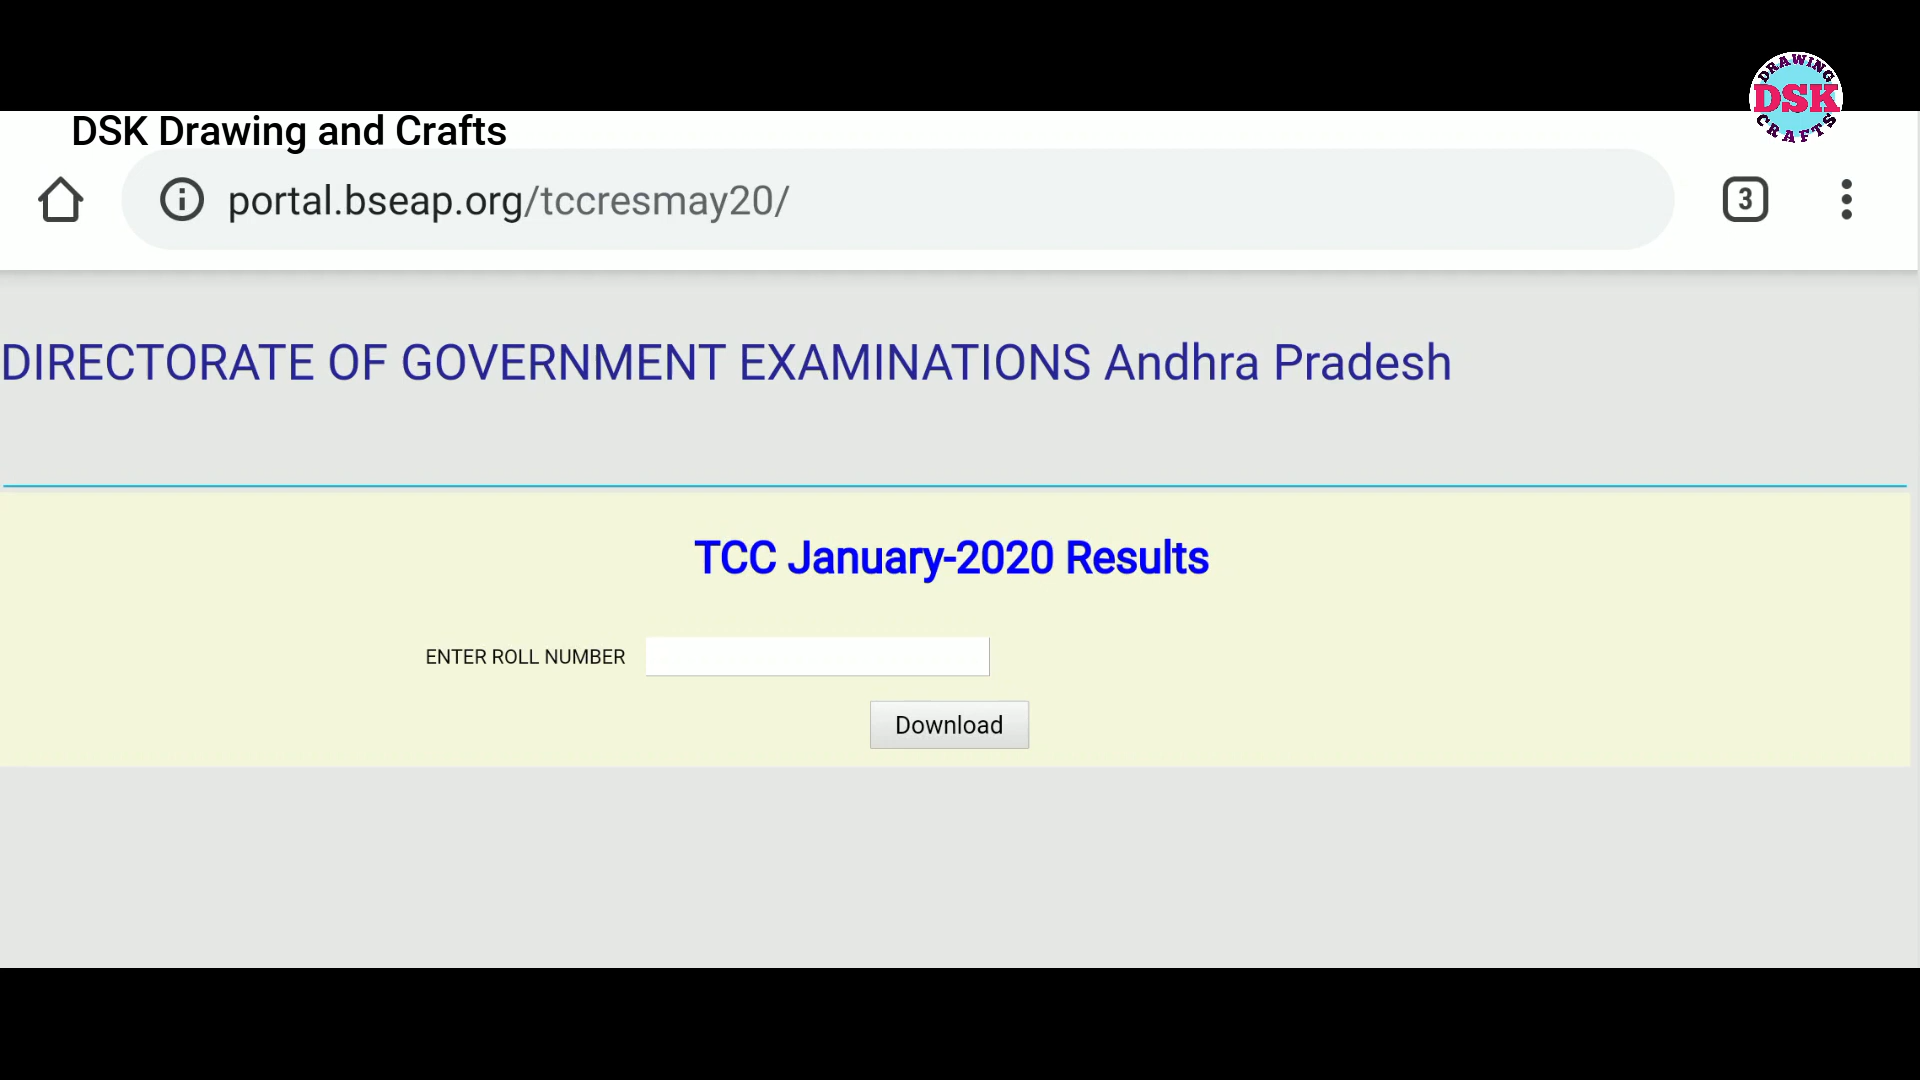 DRAWING
DSK
CRAFTS
DSK Drawing and Crafts
portal.bseap.org/tccresmay20/
3
DIRECTORATE OF GOVERNMENT EXAMINATIONS Andhra Pradesh
TCC January-2020 Results
ENTER ROLL NUMBER
Download